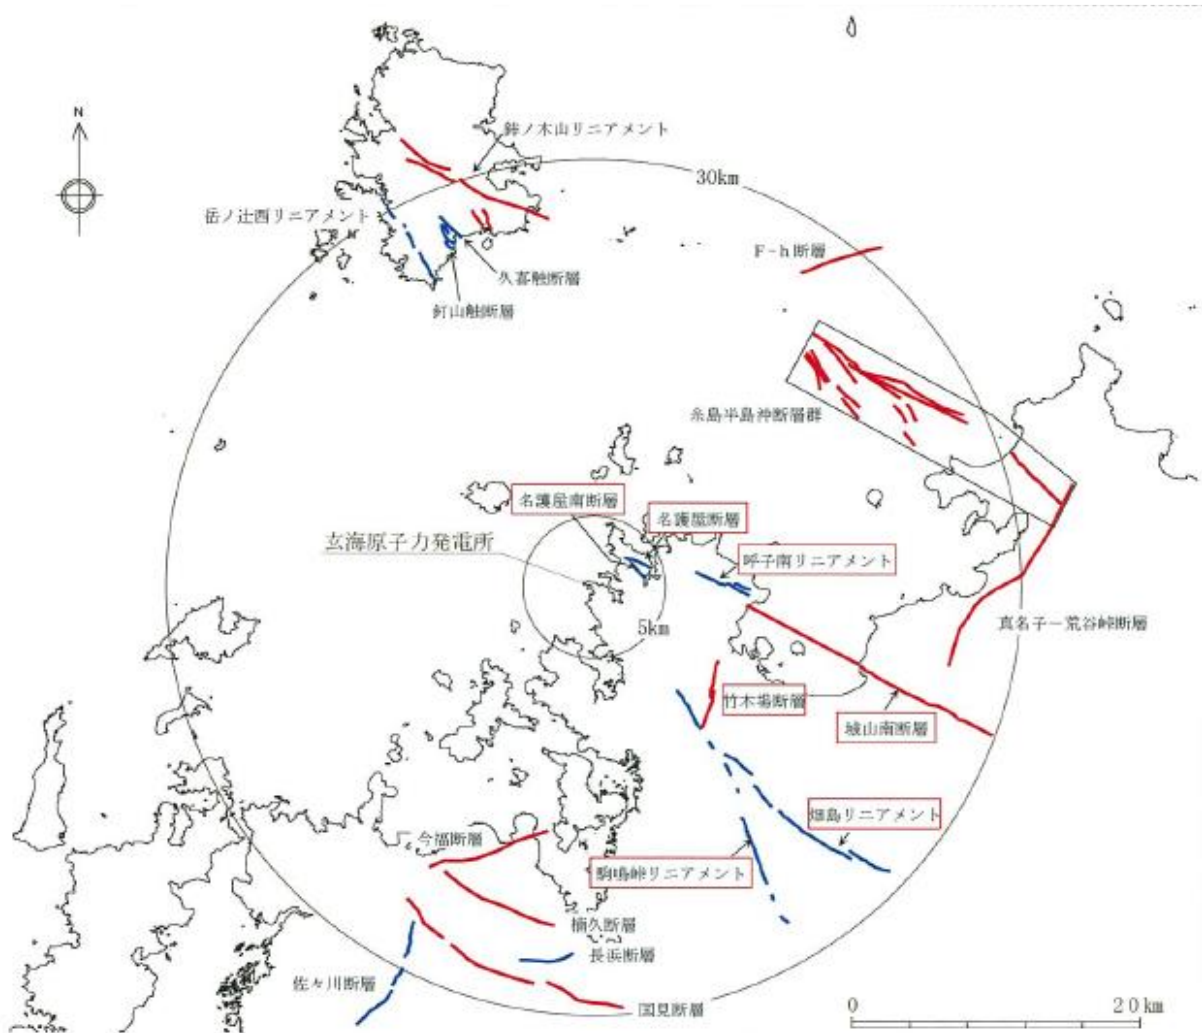 N
鉾ノ木山リニアメント
30km
岳ノ辻西リニアメント
F-h断層
久喜触断層
釘山触断層
糸島半島沖断層群
名護屋南断層
名護屋断層
玄海原子力発電所
呼子南リニアメント
5km
真名子－荒谷峠断層
竹木場断層
城山南断層
畑島リニアメント
今福断層
駒鳴峠リニアメント
楠久断層
長浜断層
佐々川断層
国見断層
0
20km